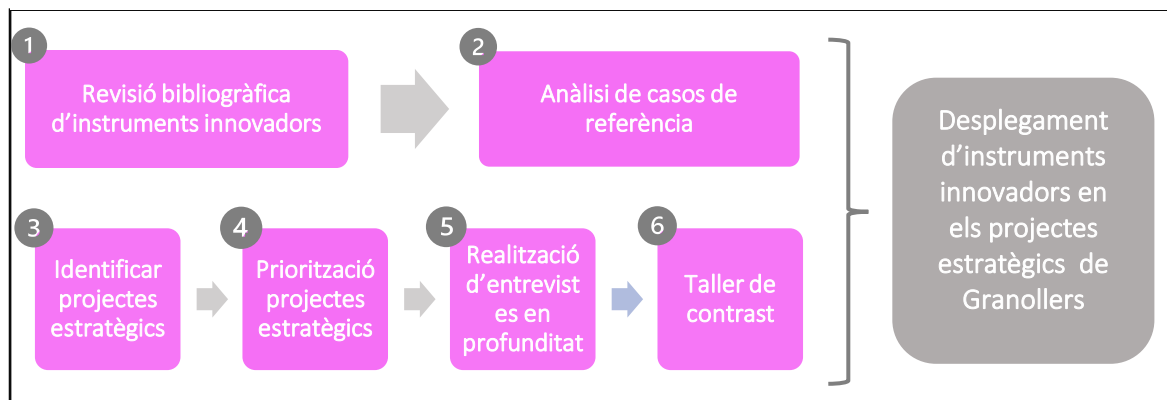 1
Revisió bibliogràfica
d'instruments innovadors
2
Anàlisi de casos de
referència
3
Identificar
projectes
estratègics
4
Priorització
projectes
estratègics
5
Realització
d'entrevist
es en
profunditat
6
Taller de
contrast
Desplegament
d'instruments
innovadors en
els projectes
estratègics de
Granollers